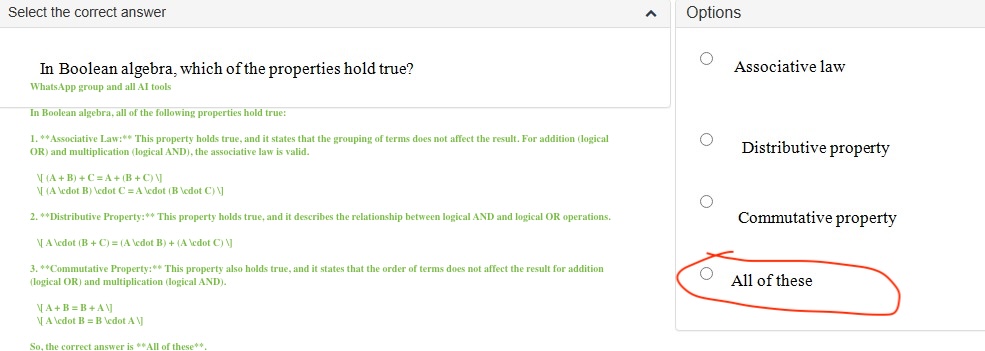 Select the correct answer
In Boolean algebra, which of the properties hold true?
WhatsApp group and all AI tools
In Boolean algebra, all of the following properties hold true:
1. **Associative Law:** This property holds true, and it states that the grouping of terms does not affect the result. For addition (logical
OR) and multiplication (logical AND), the associative law is valid.
\[ (A + B) + C = A + (B + C) \]
\[ (A \cdot B) \cdot C = A \cdot (B \cdot C) \]
2. **Distributive Property:** This property holds true, and it describes the relationship between logical AND and logical OR operations.
\[ A \cdot (B + C) = (A \cdot B) + (A \cdot C) \]
3. **Commutative Property:** This property also holds true, and it states that the order of terms does not affect the result for addition
(logical OR) and multiplication (logical AND).
\[ A + B = B + A \]
\[ A \cdot B = B \cdot A \]
So, the correct answer is **All of these**.
Options
Associative law
Distributive property
Commutative property
All of these